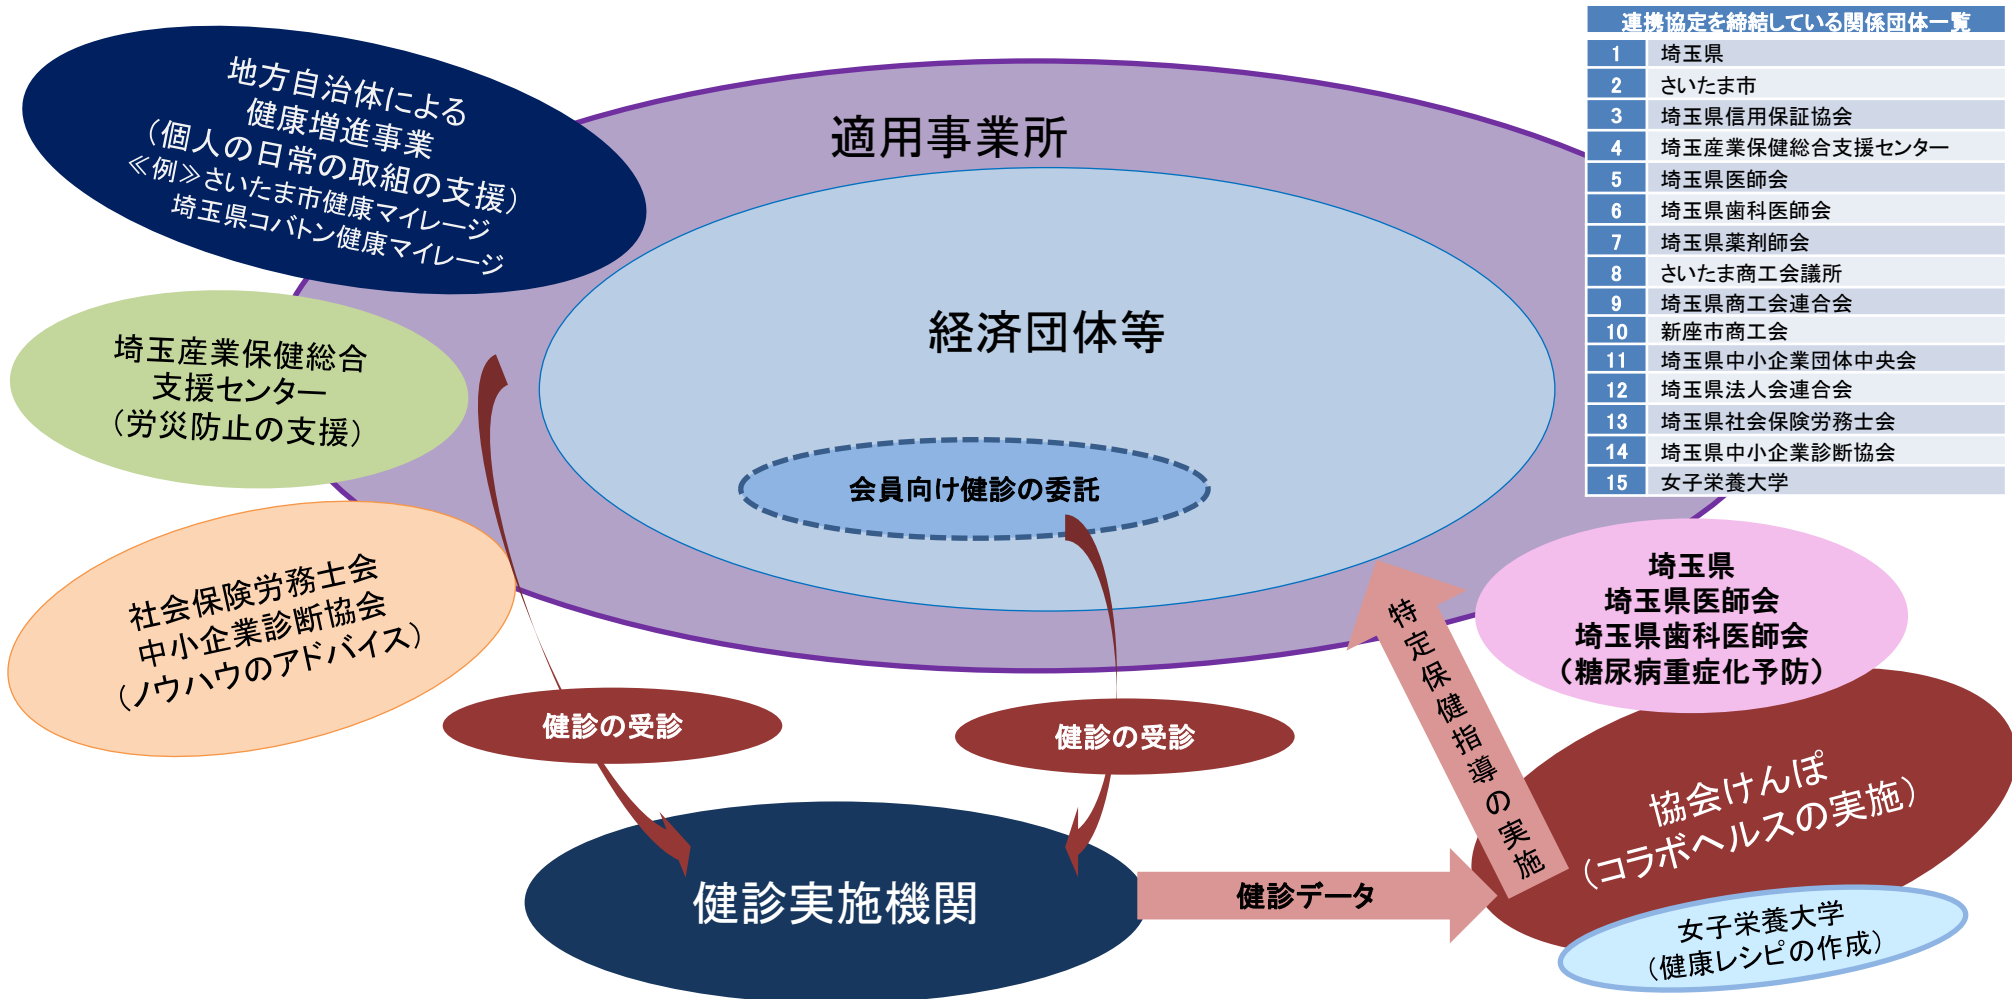 地方自治体による
健康増進事業
（個人の日常の取組の支援）
≪例≫さいたま市健康マイレージ
埼玉県コバトン健康マイレージ
適用事業所
経済団体等
会員向け健診の委託
連携協定を締結している関係団体一覧
1 埼玉県
2 さいたま市
3 埼玉県信用保証協会
4 埼玉産業保健総合支援センター
5 埼玉県医師会
6 埼玉県歯科医師会
7 埼玉県薬剤師会
8 さいたま商工会議所
9 埼玉県商工会連合会
10 新座市商工会
11 埼玉県中小企業団体中央会
12 埼玉県法人会連合会
13 埼玉県社会保険労務士会
14 埼玉県中小企業診断協会
15 女子栄養大学
埼玉産業保健総合
支援センター
（労災防止の支援）
社会保険労務士会
中小企業診断協会
（ノウハウのアドバイス）
埼玉県
埼玉県医師会
埼玉県歯科医師会
（糖尿病重症化予防）
特定保健指導の実施
健診の受診
健診の受診
協会けんぽ
（コラボヘルスの実施）
健診実施機関
健診データ
女子栄養大学
（健康レシピの作成）